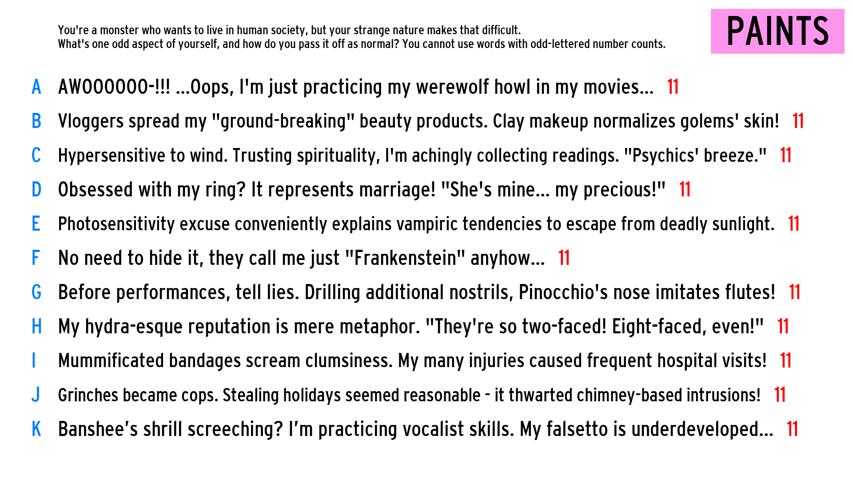 You're a monster who wants to live in human society, but your strange nature makes that difficult.
What's one odd aspect of yourself, and how do you pass it off as normal? You cannot use words with odd-lettered number counts.
PAINTS
A AWOOOOOO-!!! ...Oops, I'm just practicing my werewolf howl in my movies... 11
B Vloggers spread my "ground-breaking" beauty products. Clay makeup normalizes golems' skin! 11
C Hypersensitive to wind. Trusting spirituality, I'm achingly collecting readings. "Psychics' breeze." 11
D Obsessed with my ring? It represents marriage! "She's mine... my precious!" 11
E Photosensitivity excuse conveniently explains vampiric tendencies to escape from deadly sunlight. 11
F No need to hide it, they call me just "Frankenstein" anyhow... 11
G Before performances, tell lies. Drilling additional nostrils, Pinocchio's nose imitates flutes! 11
H My hydra-esque reputation is mere metaphor. "They're so two-faced! Eight-faced, even!" 11
I Mummificated bandages scream clumsiness. My many injuries caused frequent hospital visits! 11
J Grinches became cops. Stealing holidays seemed reasonable - it thwarted chimney-based intrusions! 11
K Banshee’s shrill screeching? I’m practicing vocalist skills. My falsetto is underdeveloped... 11